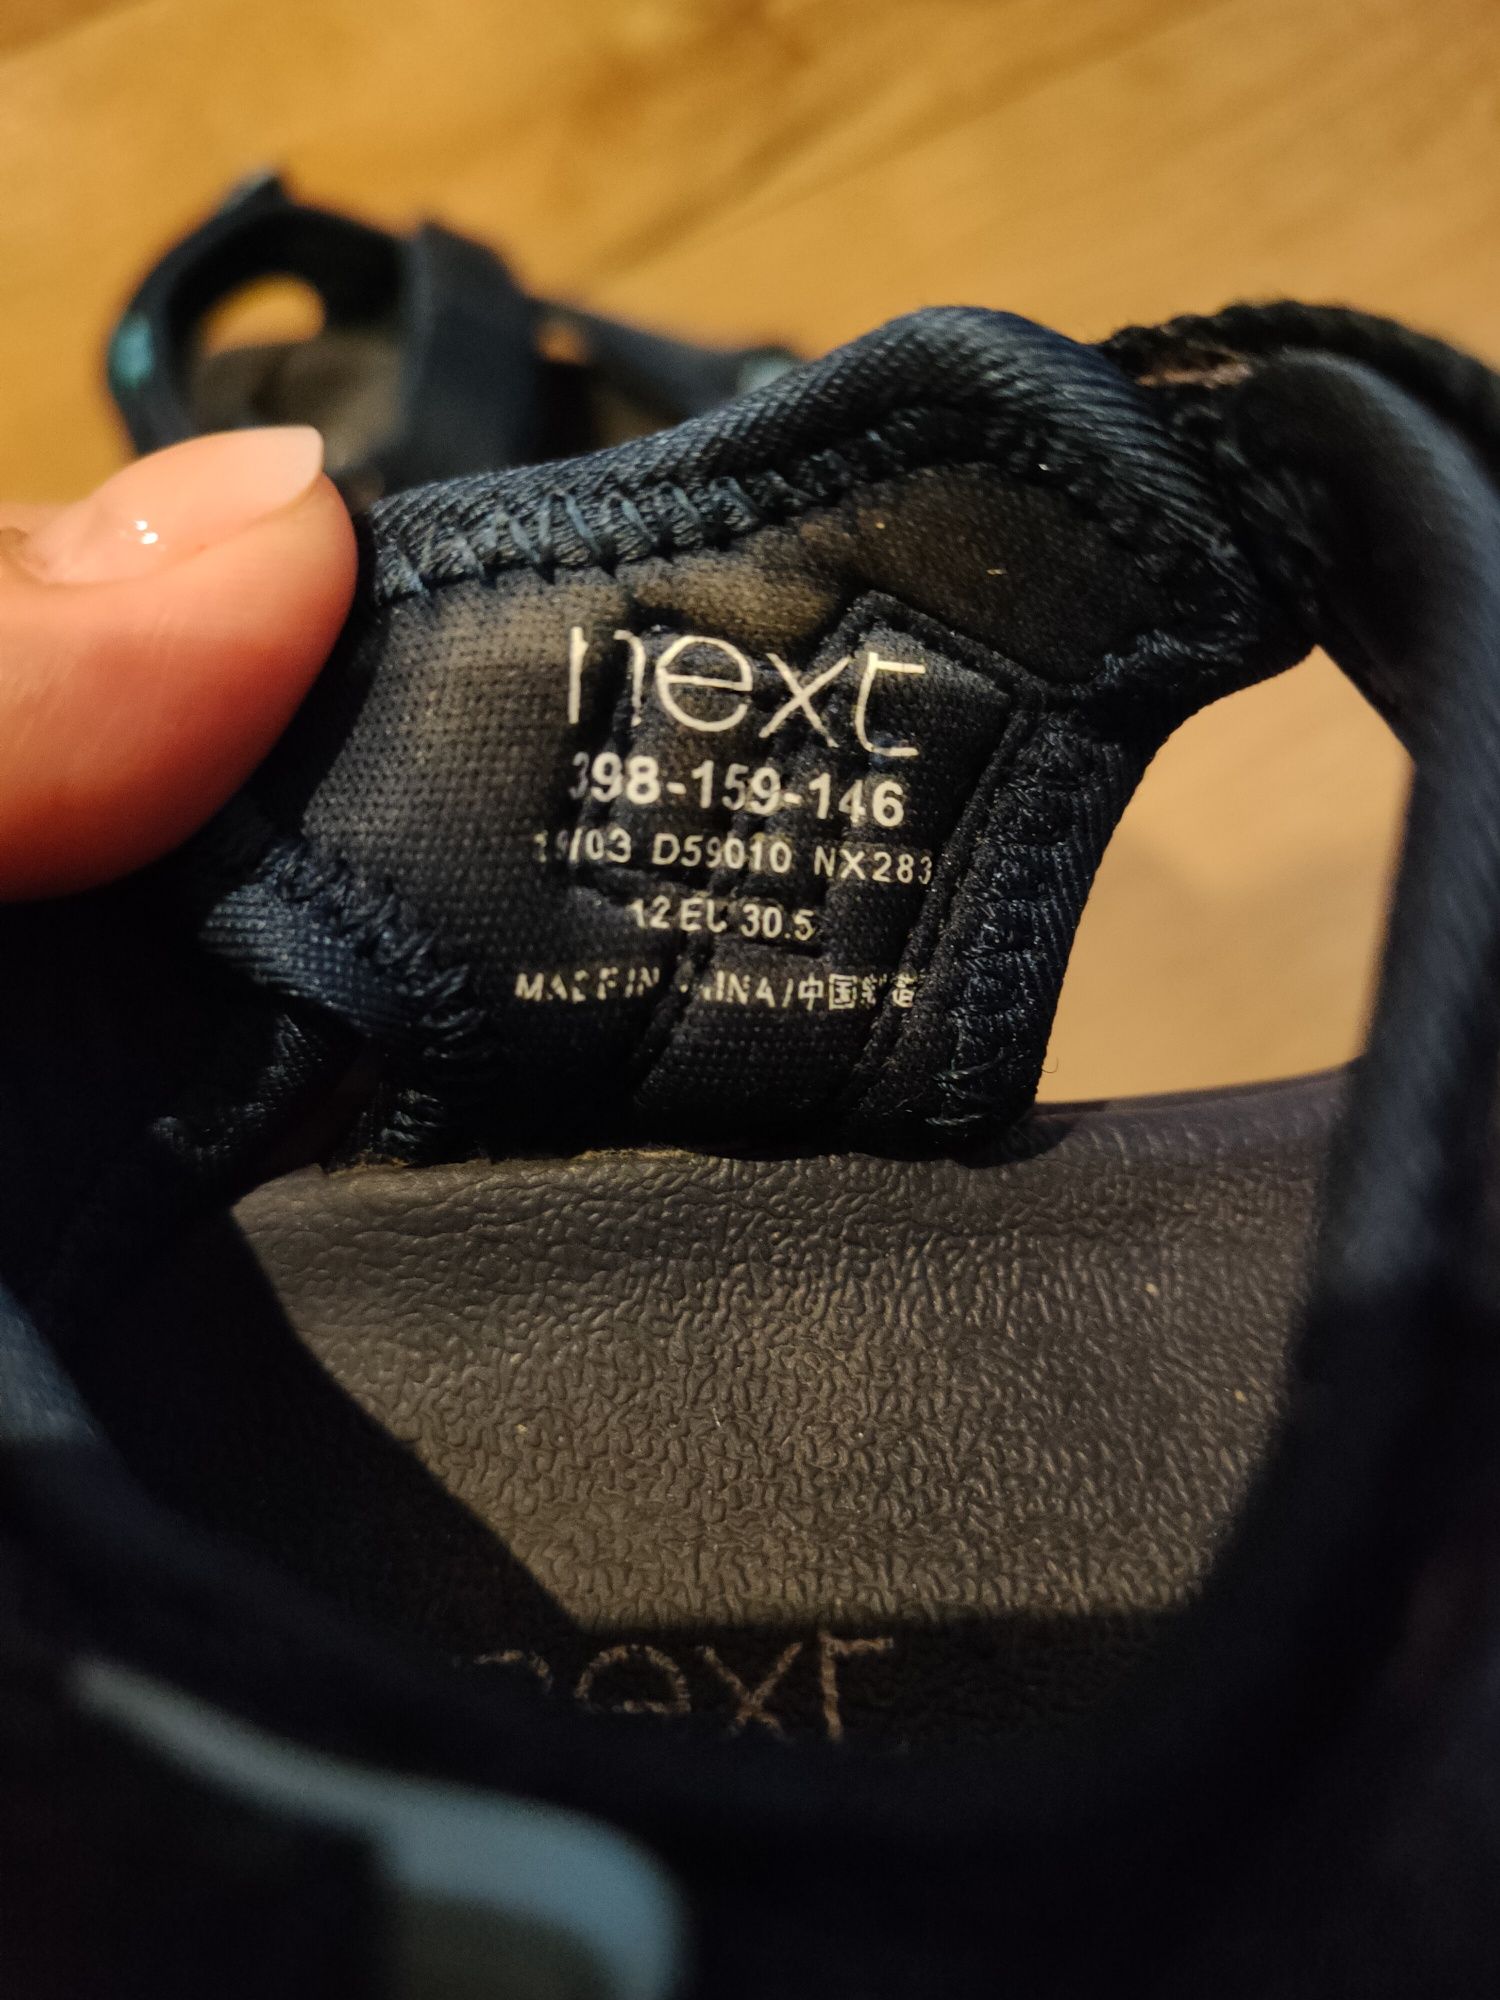 next
398-159-146
19/03 D59010 NX283
12 EU 30.5
MADE IN CHINA/中国制造
next